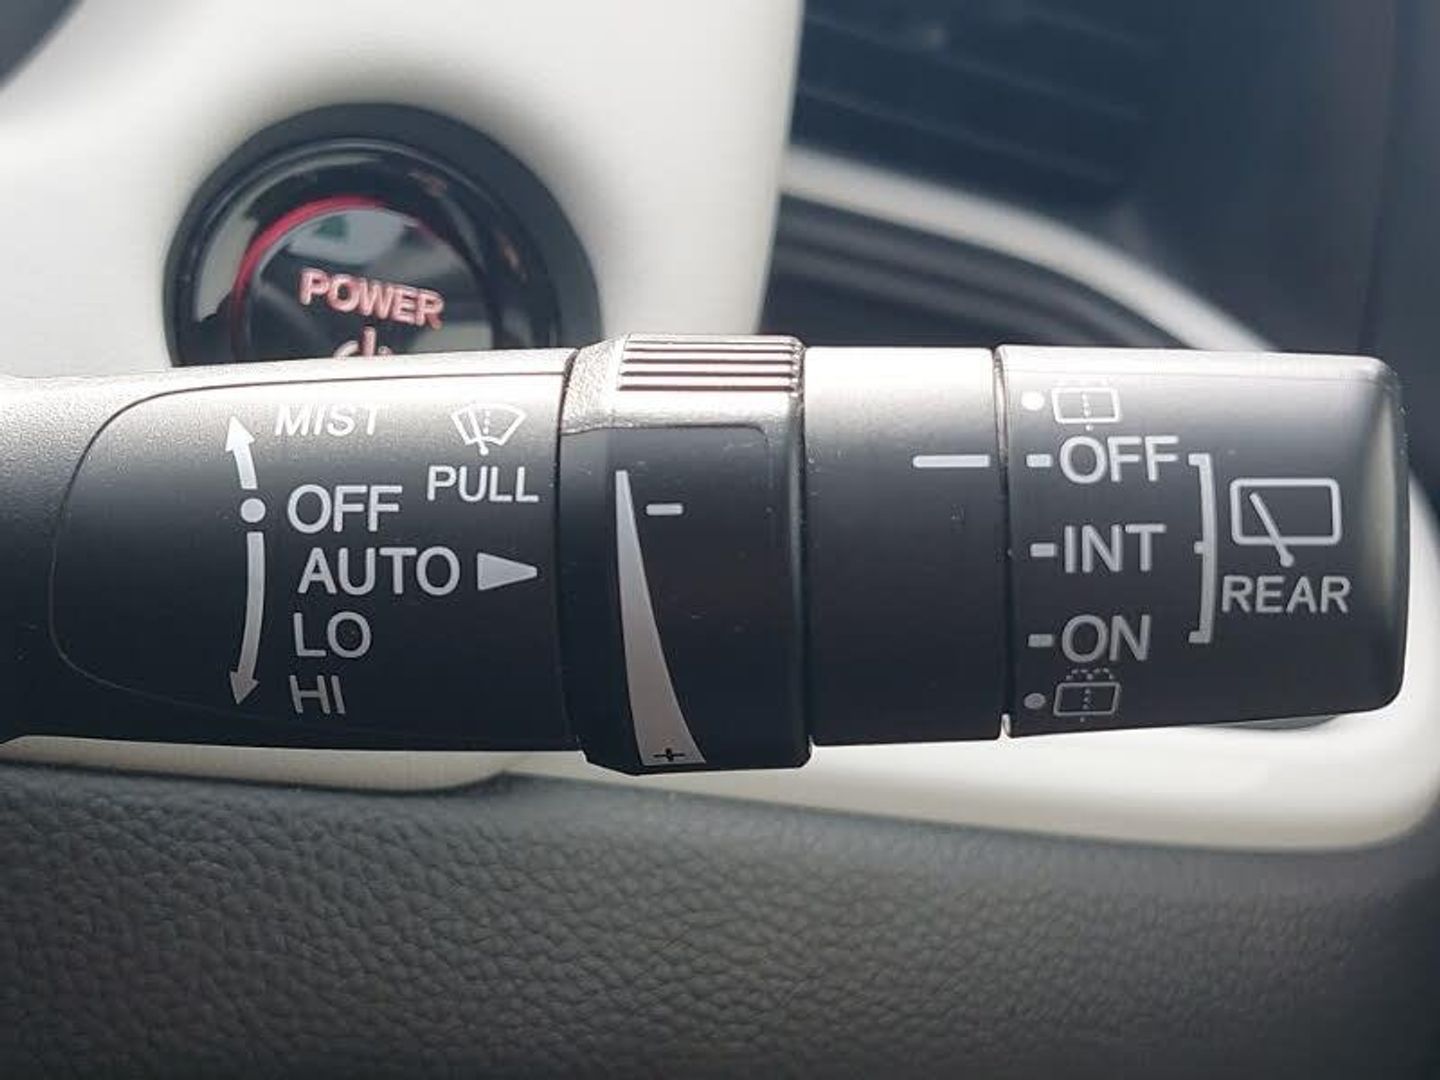 POWER
MIST
PULL
OFF
AUTO
LO
HI
-
+
OFF
INT
ON
REAR